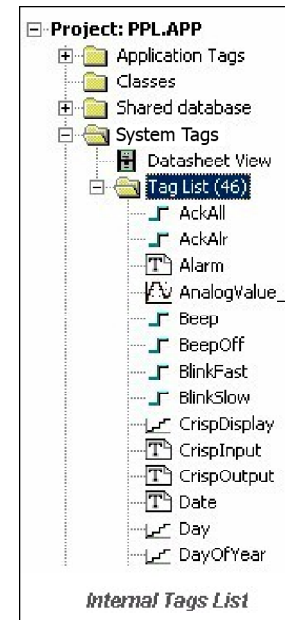 Project: PPL.APP
Application Tags
Classes
Shared database
System Tags
Datasheet View
Tag List (46)
AckAll
AckAlr
T Alarm
AnalogValue_
Beep
BeepOff
BlinkFast
BlinkSlow
CrispDisplay
T CrispInput
T CrispOutput
T Date
Day
DayOfYear
Internal Tags List